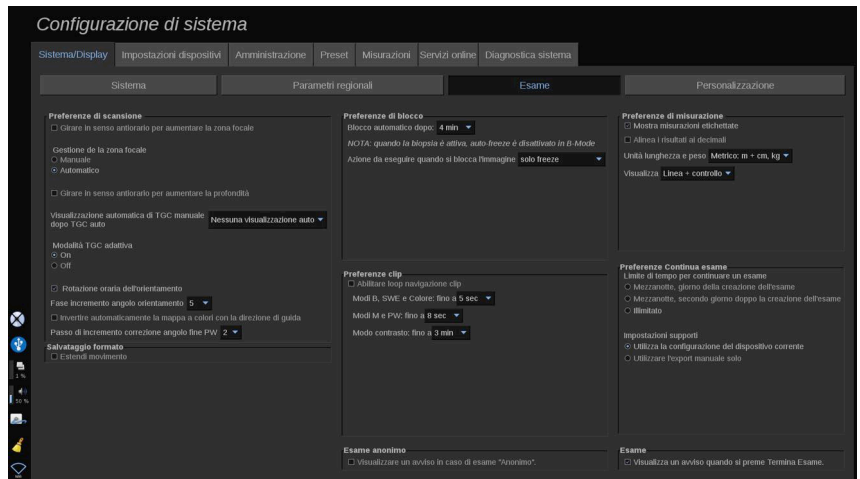 Configurazione di sistema
Sistema/Display
Impostazioni dispositivi
Amministrazione
Preset
Misurazioni
Servizi online
Diagnostica sistema
Sistema
Parametri regionali
Esame
Personalizzazione
Preferenze di scansione
Girare in senso antiorario per aumentare la zona focale
Gestione de la zona focale
Manuale
Automatico
Girare in senso antiorario per aumentare la profondità
Visualizzazione automatica di TGC manuale
dopo TGC auto
Nessuna visualizzazione auto
Modalità TGC adattiva
On
Off
Rotazione oraria dell'orientamento
Fase incremento angolo orientamento 5
Invertire automaticamente la mappa a colori con la direzione di guida
Passo di incremento correzione angolo fine PW 2
Salvataggio formato
Estendi movimento
Preferenze di blocco
Blocco automatico dopo: 4 min
NOTA: quando la biopsia è attiva, auto-freeze è disattivato in B-Mode
Azione da eseguire quando si blocca l'immagine solo freeze
Preferenze clip
Abilitare loop navigazione clip
Modi B, SWE e Colore: fino a 5 sec
Modi M e PW: fino a 8 sec
Modo contrasto: fino a 3 min
Esame anonimo
Visualizzare un avviso in caso di esame "Anonimo".
Preferenze di misurazione
Mostra misurazioni etichettate
Alinea i risultati ai decimali
Unità lunghezza e peso Metrico: m + cm, kg
Visualizza Linea + controllo
Preferenze Continua esame
Limite di tempo per continuare un esame
Mezzanotte, giorno della creazione dell'esame
Mezzanotte, secondo giorno doppo la creazione dell'esame
Illimitato
Impostazioni supporti
Utilizza la configurazione del dispositivo corrente
Utilizzare l'export manuale solo
Esame
Visualizza un avviso quando si preme Termina Esame.
1 %
50 %